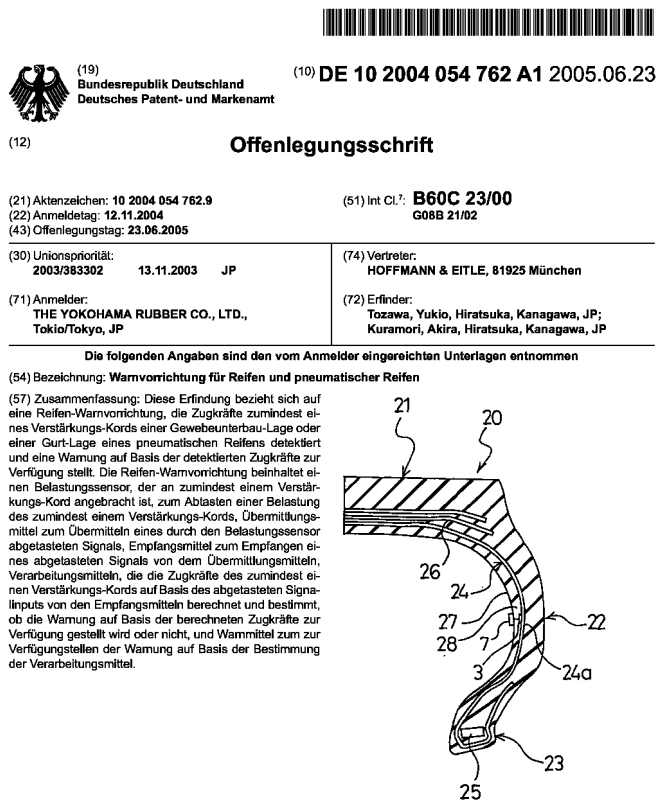 (19)
Bundesrepublik Deutschland
Deutsches Patent- und Markenamt
(10) DE 10 2004 054 762 A1 2005.06.23
(12)
Offenlegungsschrift
(21) Aktenzeichen: 10 2004 054 762.9
(22) Anmeldetag: 12.11.2004
(43) Offenlegungstag: 23.06.2005
(51) Int Cl.7: B60C 23/00
G08B 21/02
(30) Unionspriorität:
2003/383302 13.11.2003 JP
(71) Anmelder:
THE YOKOHAMA RUBBER CO., LTD.,
Tokio/Tokyo, JP
(74) Vertreter:
HOFFMANN & EITLE, 81925 München
(72) Erfinder:
Tozawa, Yukio, Hiratsuka, Kanagawa, JP;
Kuramori, Akira, Hiratsuka, Kanagawa, JP
Die folgenden Angaben sind den vom Anmelder eingereichten Unterlagen entnommen
(54) Bezeichnung: Warnvorrichtung für Reifen und pneumatischer Reifen
(57) Zusammenfassung: Diese Erfindung bezieht sich auf
eine Reifen-Warnvorrichtung, die Zugkräfte zumindest ei-
nes Verstärkungs-Kords einer Gewebeunterbau-Lage oder
einer Gurt-Lage eines pneumatischen Reifens detektiert
und eine Warnung auf Basis der detektierten Zugkräfte zur
Verfügung stellt. Die Reifen-Warnvorrichtung beinhaltet ei-
nen Belastungssensor, der an zumindest einem Verstär-
kungs-Kord angebracht ist, zum Abtasten einer Belastung
des zumindest einem Verstärkungs-Kords, Übermittlungs-
mittel zum Übermitteln eines durch den Belastungssensor
abgetasteten Signals, Empfangsmittel zum Empfangen ei-
nes abgetasteten Signals von dem Übermittlungsmitteln,
Verarbeitungsmitteln, die die Zugkräfte des zumindest ei-
nen Verstärkungs-Kords auf Basis des abgetasteten Signa-
linputs von den Empfangsmitteln berechnet und bestimmt,
ob die Warnung auf Basis der berechneten Zugkräfte zur
Verfügung gestellt wird oder nicht, und Warnmittel zum zur
Verfügungstellen der Warnung auf Basis der Bestimmung
der Verarbeitungsmittel.
21
20
26
24
27
28
7
3
22
24a
23
25